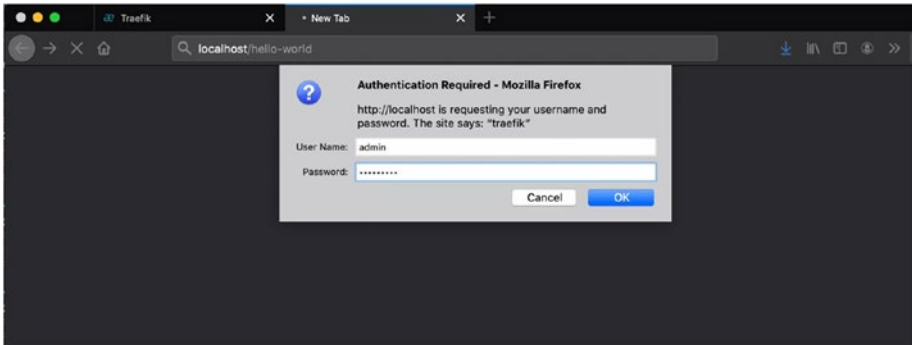 Traefik
New Tab
localhost/hello-world
Authentication Required - Mozilla Firefox
http://localhost is requesting your username and
password. The site says: "traefik"
User Name: admin
Password: •••••••••
Cancel OK